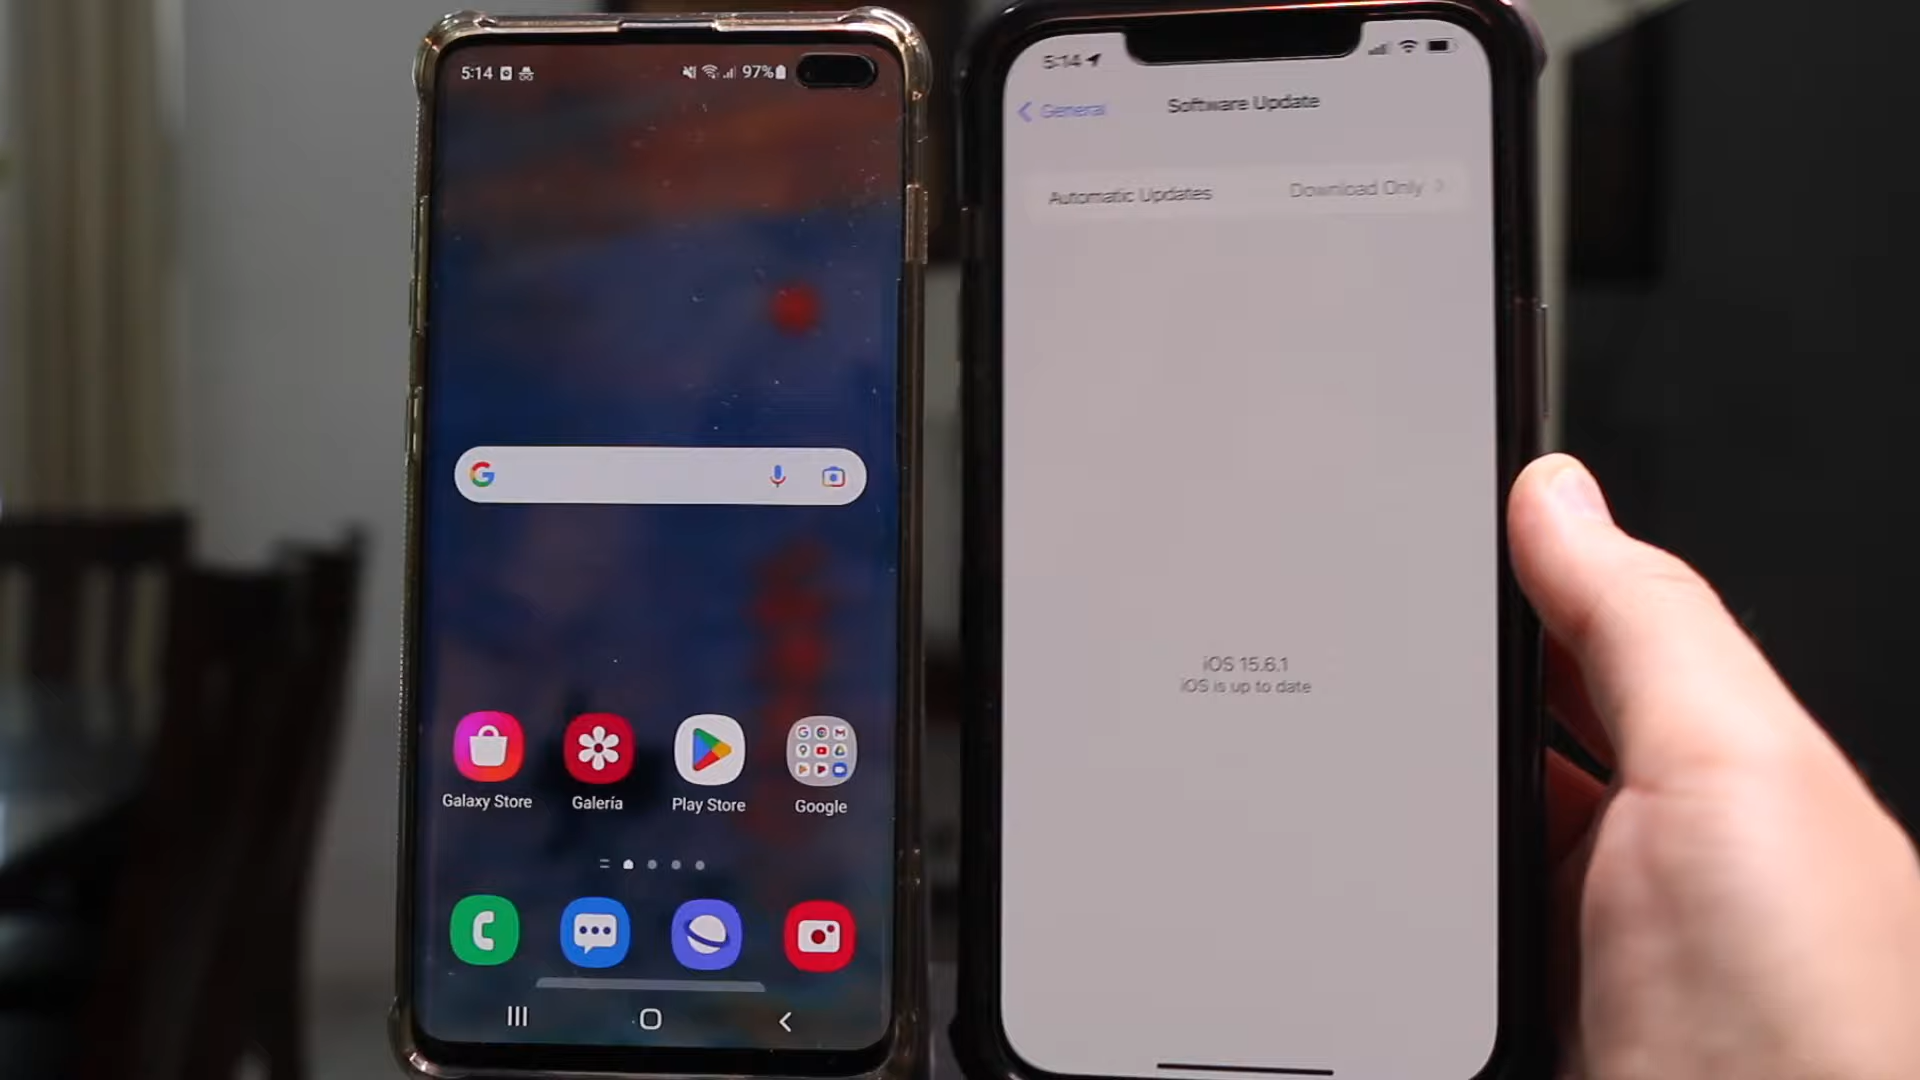 5:14
97%
Galaxy Store
Galería
Play Store
Google
5:14
General
Software Update
Automatic Updates
Download Only
iOS 15.6.1
iOS is up to date